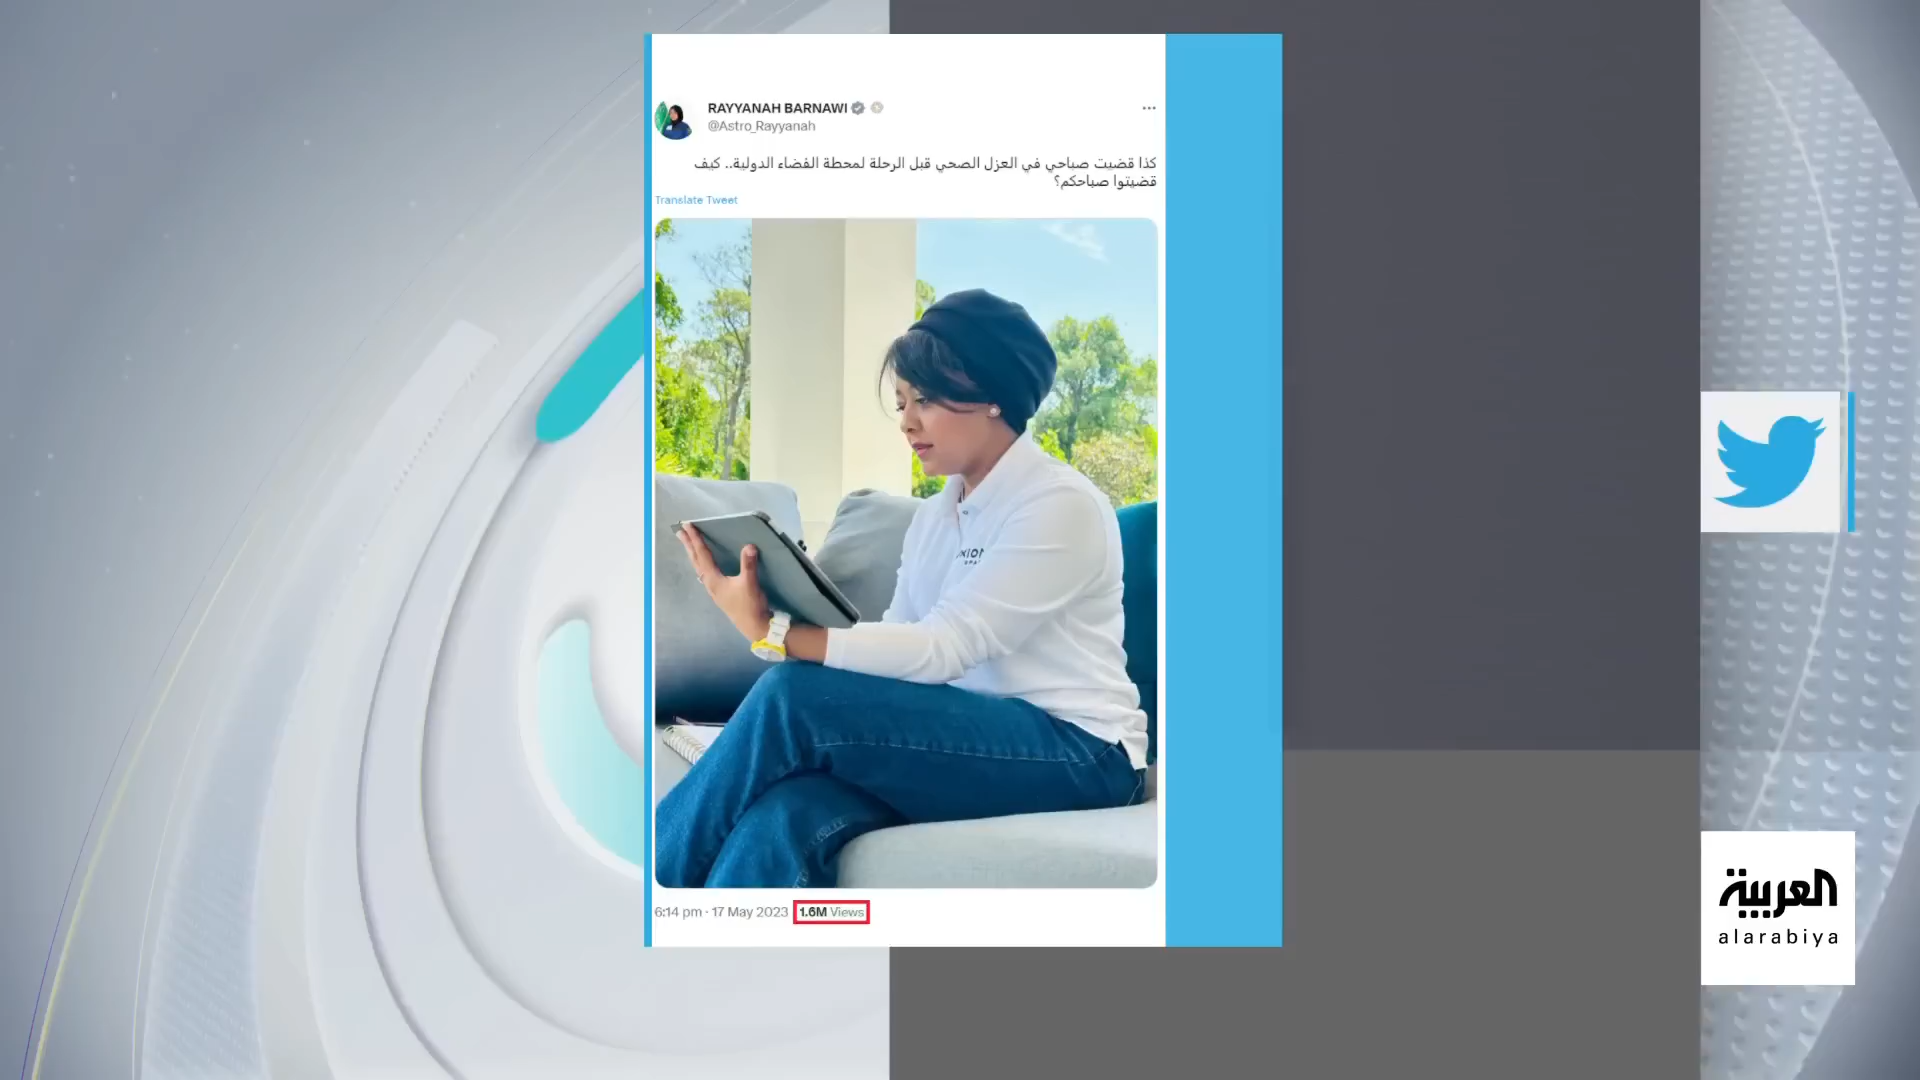 RAYYANAH BARNAWI
@Astro_Rayyanah
كذا قضيت صباحي في العزل الصحي قبل الرحلة لمحطة الفضاء الدولية.. كيف
قضيتوا صباحكم؟
Translate Tweet
6:14 pm · 17 May 2023 1.6M Views
العربية
alarabiya